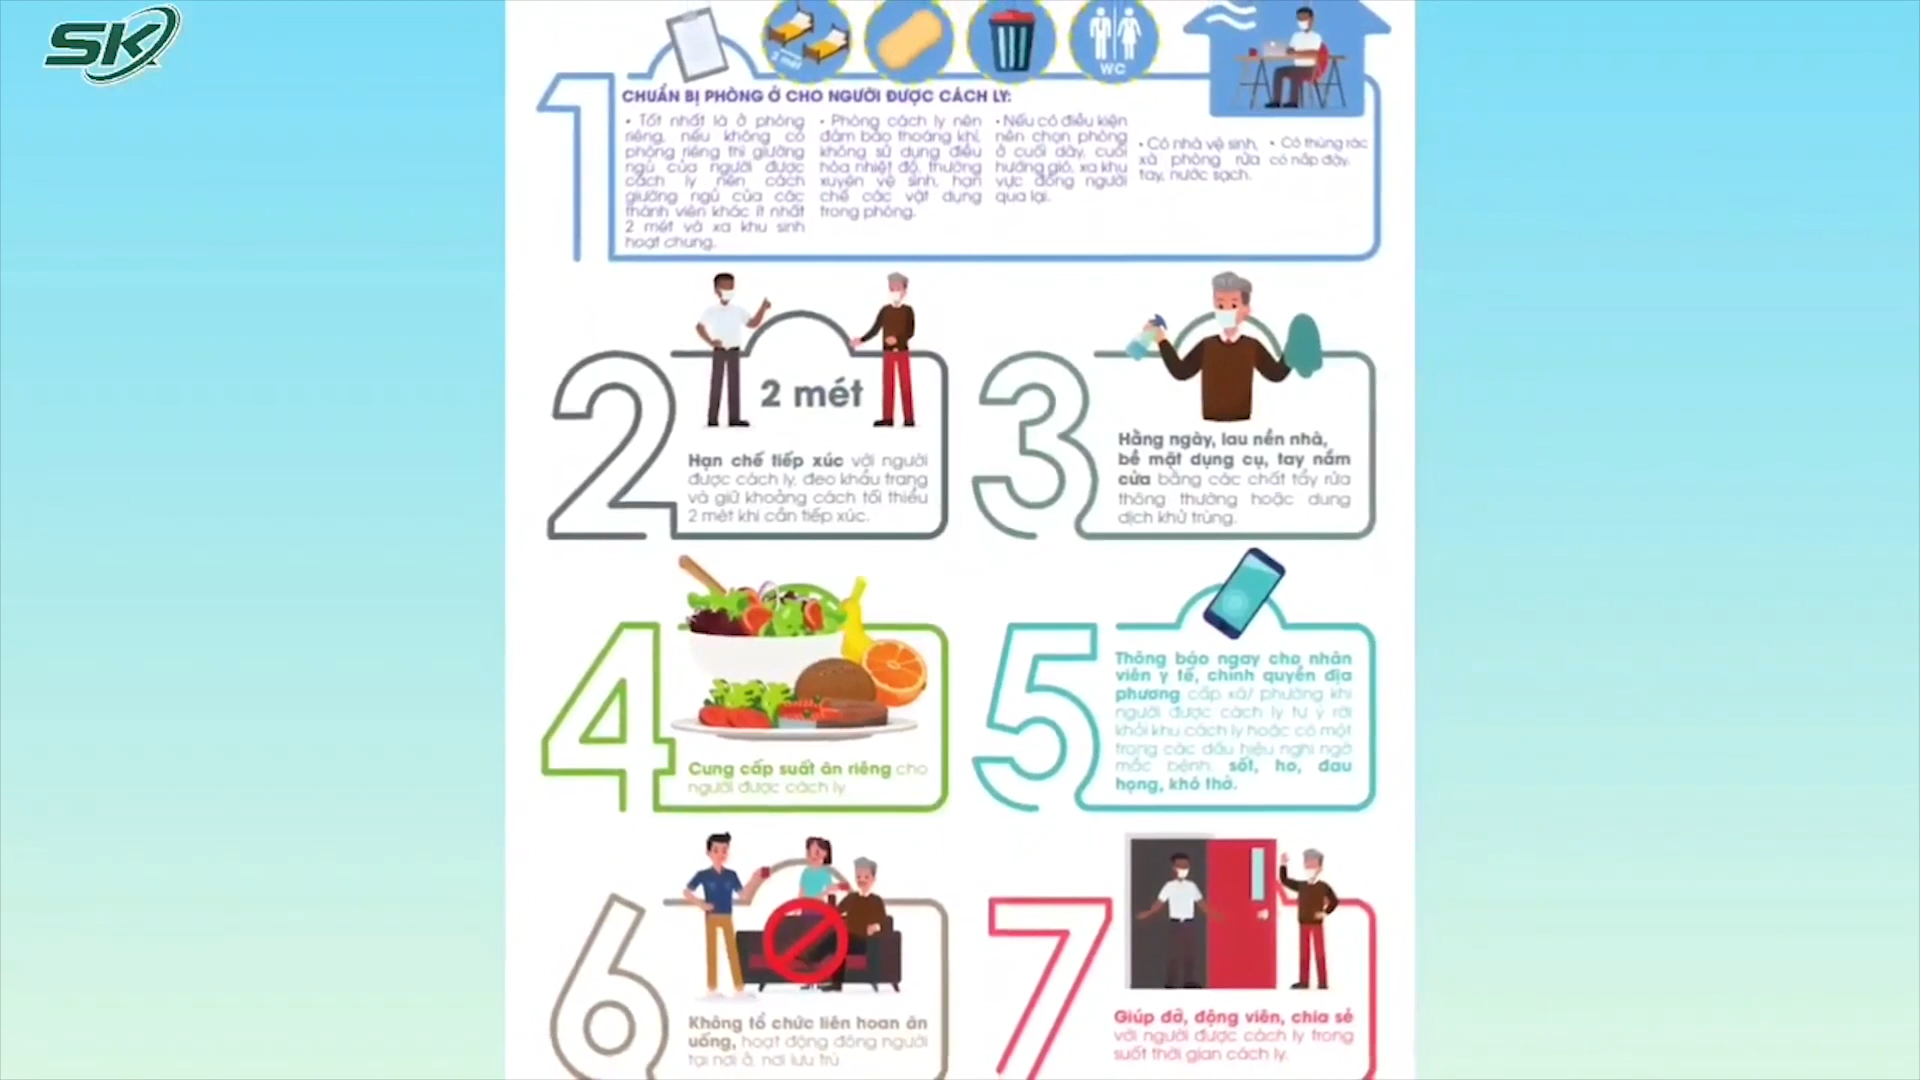 SK
2 mét
WC
1
CHUẨN BỊ PHÒNG Ở CHO NGƯỜI ĐƯỢC CÁCH LY:
• Tốt nhất là ở phòng
riêng, nếu không có
phòng riêng thì giường
ngủ của người được
cách ly nên cách
giường ngủ của các
thành viên khác ít nhất
2 mét và xa khu sinh
hoạt chung.
• Phòng cách ly nên
đảm bảo thoáng khí,
không sử dụng điều
hòa nhiệt độ, thường
xuyên vệ sinh, hạn
chế các vật dụng
trong phòng.
• Nếu có điều kiện
nên chọn phòng
ở cuối dãy, cuối
hướng gió, xa khu
vực đông người
qua lại.
• Có nhà vệ sinh,
xà phòng rửa
tay, nước sạch.
• Có thùng rác
có nắp đậy.
2
2 mét
Hạn chế tiếp xúc với người
được cách ly, đeo khẩu trang
và giữ khoảng cách tối thiểu
2 mét khi cần tiếp xúc.
3
Hằng ngày, lau nền nhà,
bề mặt dụng cụ, tay nắm
cửa bằng các chất tẩy rửa
thông thường hoặc dung
dịch khử trùng.
4
Cung cấp suất ăn riêng cho
người được cách ly
5
Thông báo ngay cho nhân
viên y tế, chính quyền địa
phương cấp xã/ phường khi
người được cách ly tự ý rời
khỏi khu cách ly hoặc có một
trong các dấu hiệu nghi ngờ
mắc bệnh: sốt, ho, đau
họng, khó thở.
6
Không tổ chức liên hoan ăn
uống, hoạt động đông người
tại nơi ở, nơi lưu trú
7
Giúp đỡ, động viên, chia sẻ
với người được cách ly trong
suốt thời gian cách ly.